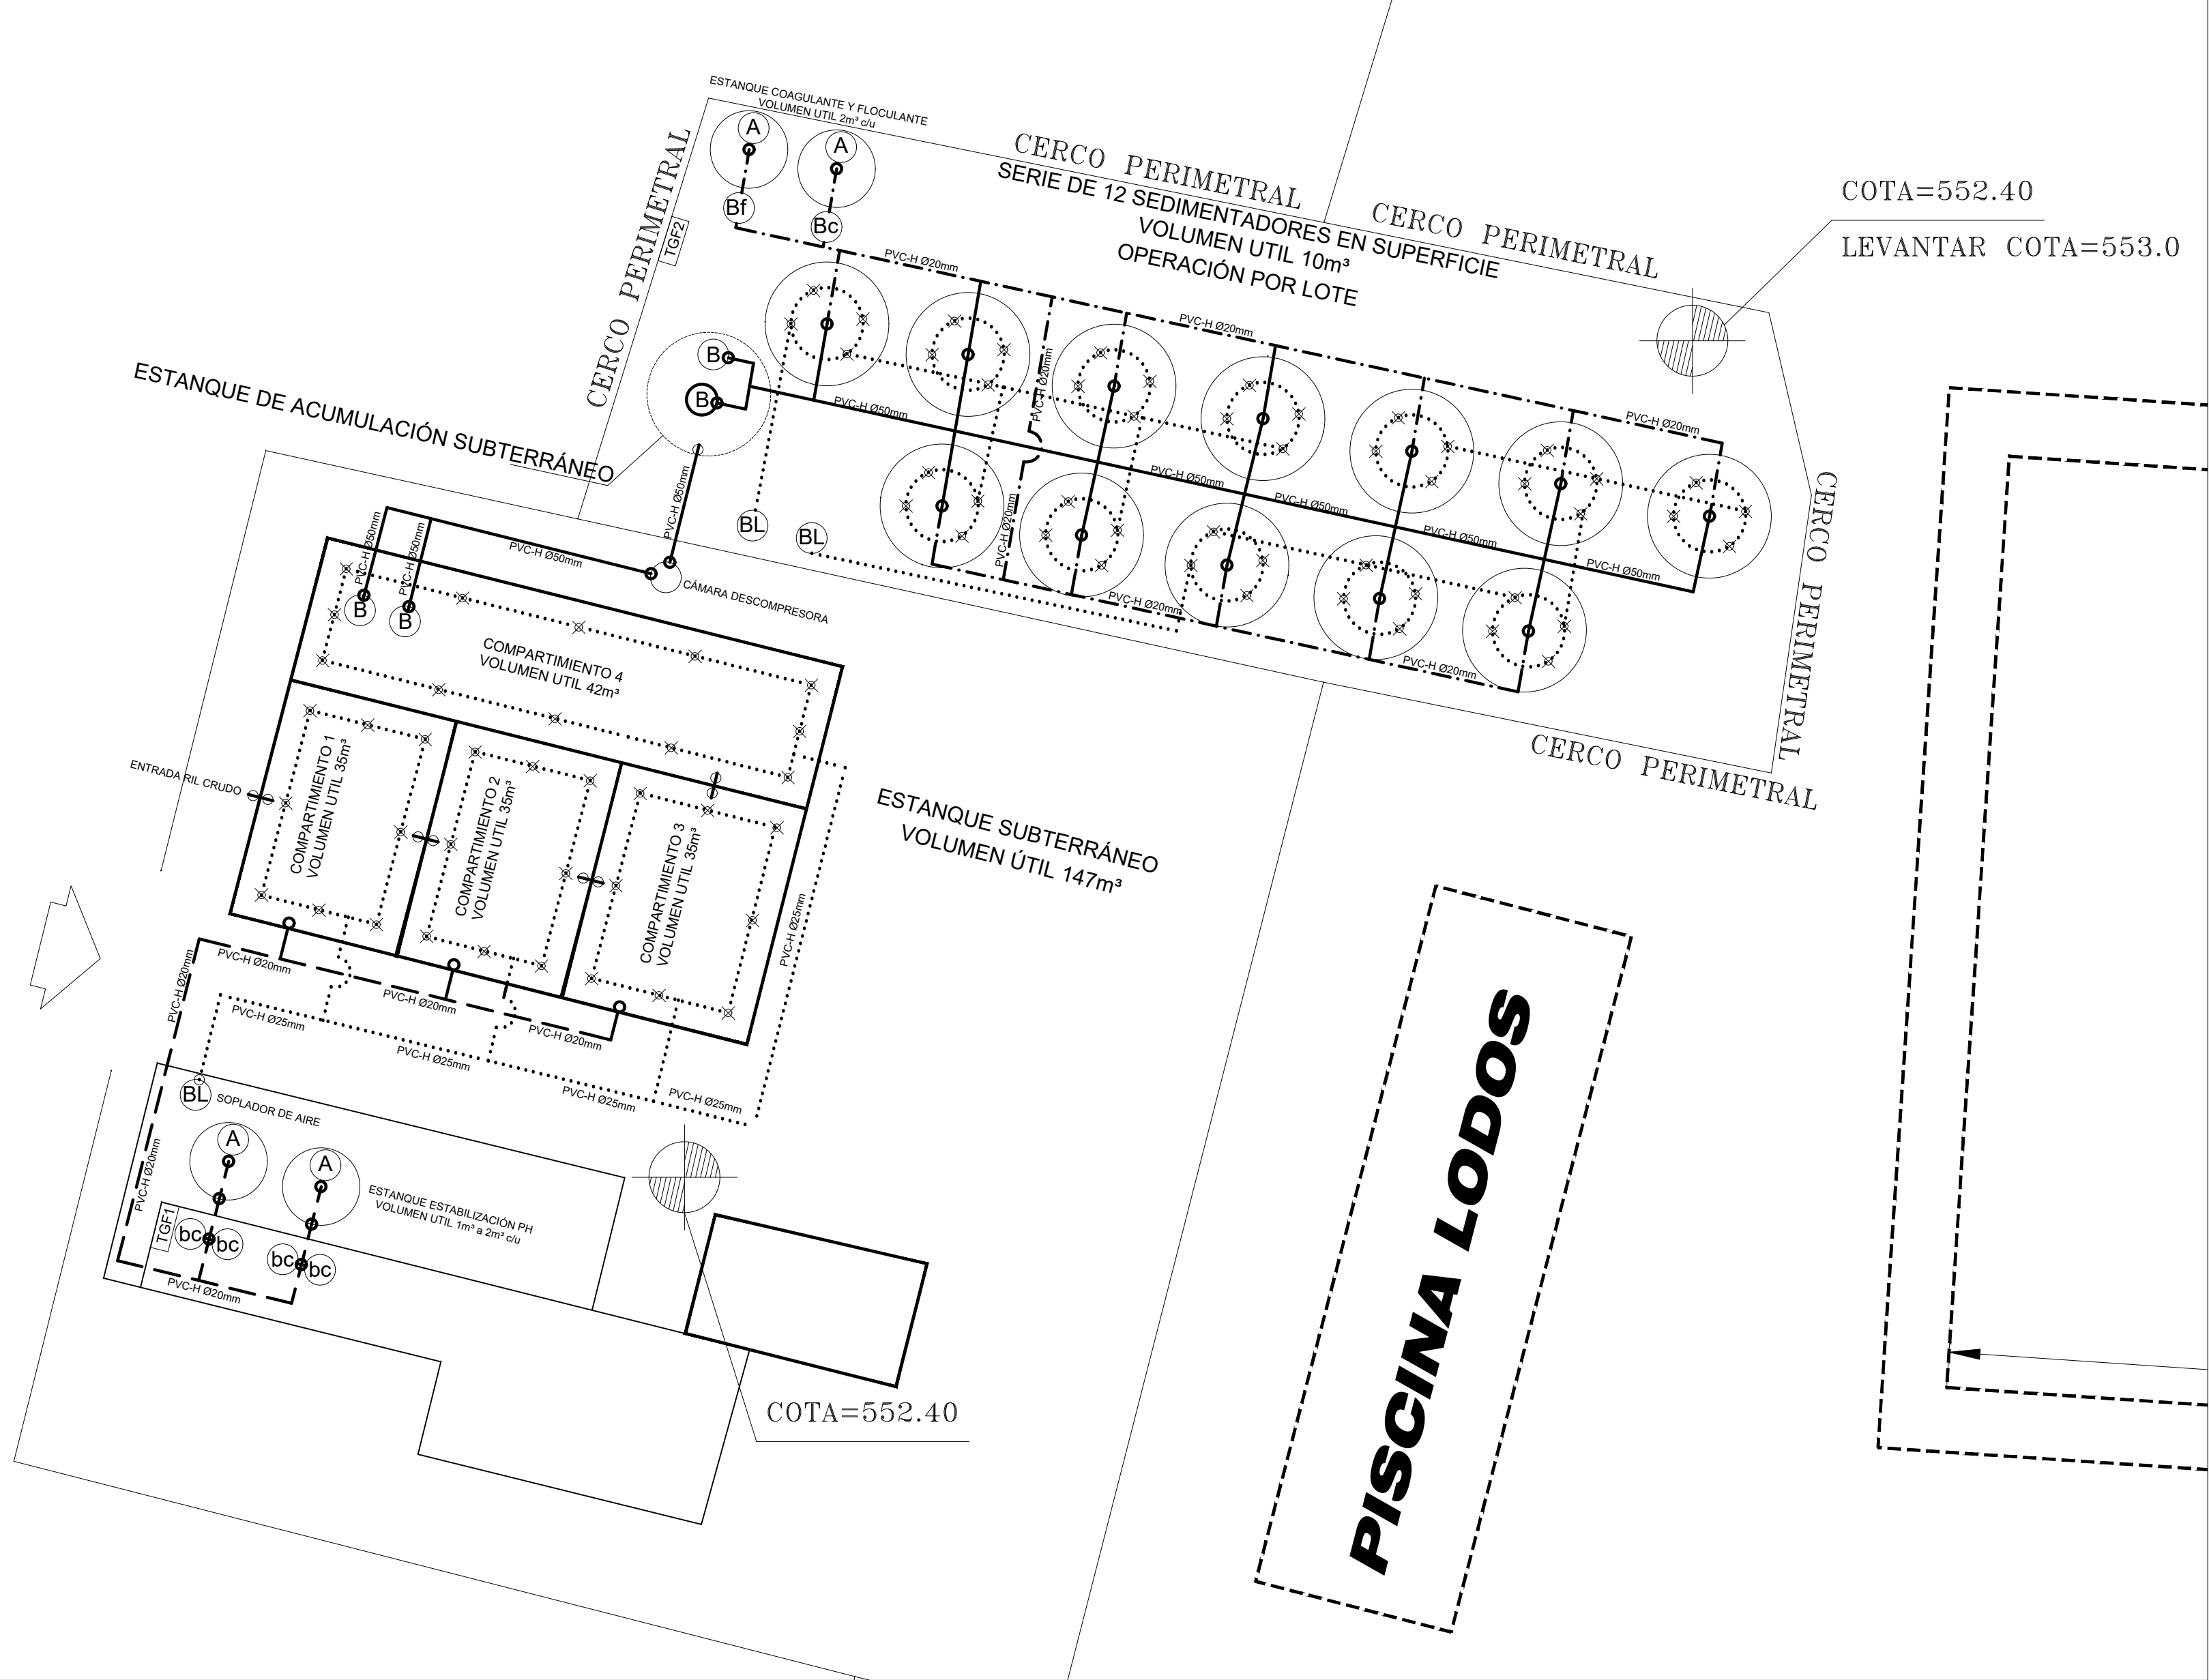 ESTANQUE COAGULANTE Y FLOCULANTE
VOLUMEN UTIL 2m³ c/u
A
A
Bf
Bc
CERCO PERIMETRAL
TGF2
CERCO PERIMETRAL
CERCO PERIMETRAL
SERIE DE 12 SEDIMENTADORES EN SUPERFICIE
VOLUMEN UTIL 10m³
OPERACIÓN POR LOTE
COTA=552.40
LEVANTAR COTA=553.0
PVC-H Ø20mm
PVC-H Ø20mm
PVC-H Ø20mm
PVC-H Ø20mm
PVC-H Ø20mm
B
B
PVC-H Ø50mm
PVC-H Ø50mm
PVC-H Ø50mm
PVC-H Ø50mm
PVC-H Ø50mm
ESTANQUE DE ACUMULACIÓN SUBTERRÁNEO
PVC-H Ø50mm
BL
BL
PVC-H Ø20mm
PVC-H Ø20mm
CERCO PERIMETRAL
CERCO PERIMETRAL
PVC-H Ø50mm
PVC-H Ø50mm
PVC-H Ø50mm
CÁMARA DESCOMPRESORA
B
B
COMPARTIMIENTO 4
VOLUMEN UTIL 42m³
COMPARTIMIENTO 1
VOLUMEN UTIL 35m³
COMPARTIMIENTO 2
VOLUMEN UTIL 35m³
COMPARTIMIENTO 3
VOLUMEN UTIL 35m³
ENTRADA RIL CRUDO
ESTANQUE SUBTERRÁNEO
VOLUMEN ÚTIL 147m³
PVC-H Ø25mm
PVC-H Ø20mm
PVC-H Ø20mm
PVC-H Ø20mm
PVC-H Ø20mm
PVC-H Ø25mm
PVC-H Ø25mm
PVC-H Ø25mm
PVC-H Ø25mm
BL
SOPLADOR DE AIRE
A
A
PVC-H Ø20mm
ESTANQUE ESTABILIZACIÓN PH
VOLUMEN UTIL 1m³ a 2m³ c/u
TGF1
bc
bc
bc
bc
PVC-H Ø20mm
COTA=552.40
PISCINA LODOS